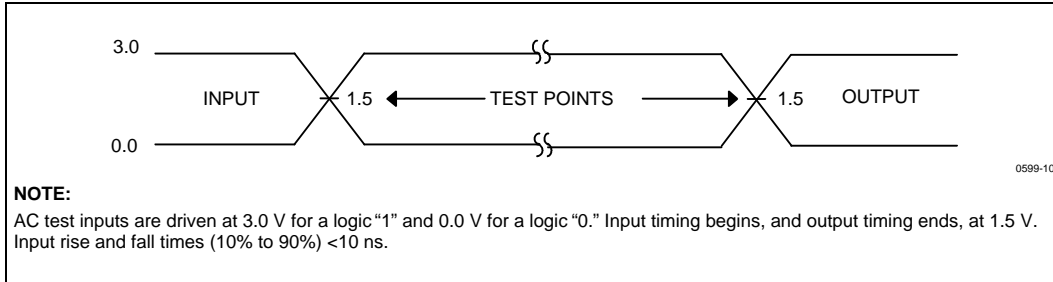 3.0
INPUT 1.5 TEST POINTS 1.5 OUTPUT
0.0
0599-10
NOTE:
AC test inputs are driven at 3.0 V for a logic “1” and 0.0 V for a logic “0.” Input timing begins, and output timing ends, at 1.5 V.
Input rise and fall times (10% to 90%) <10 ns.